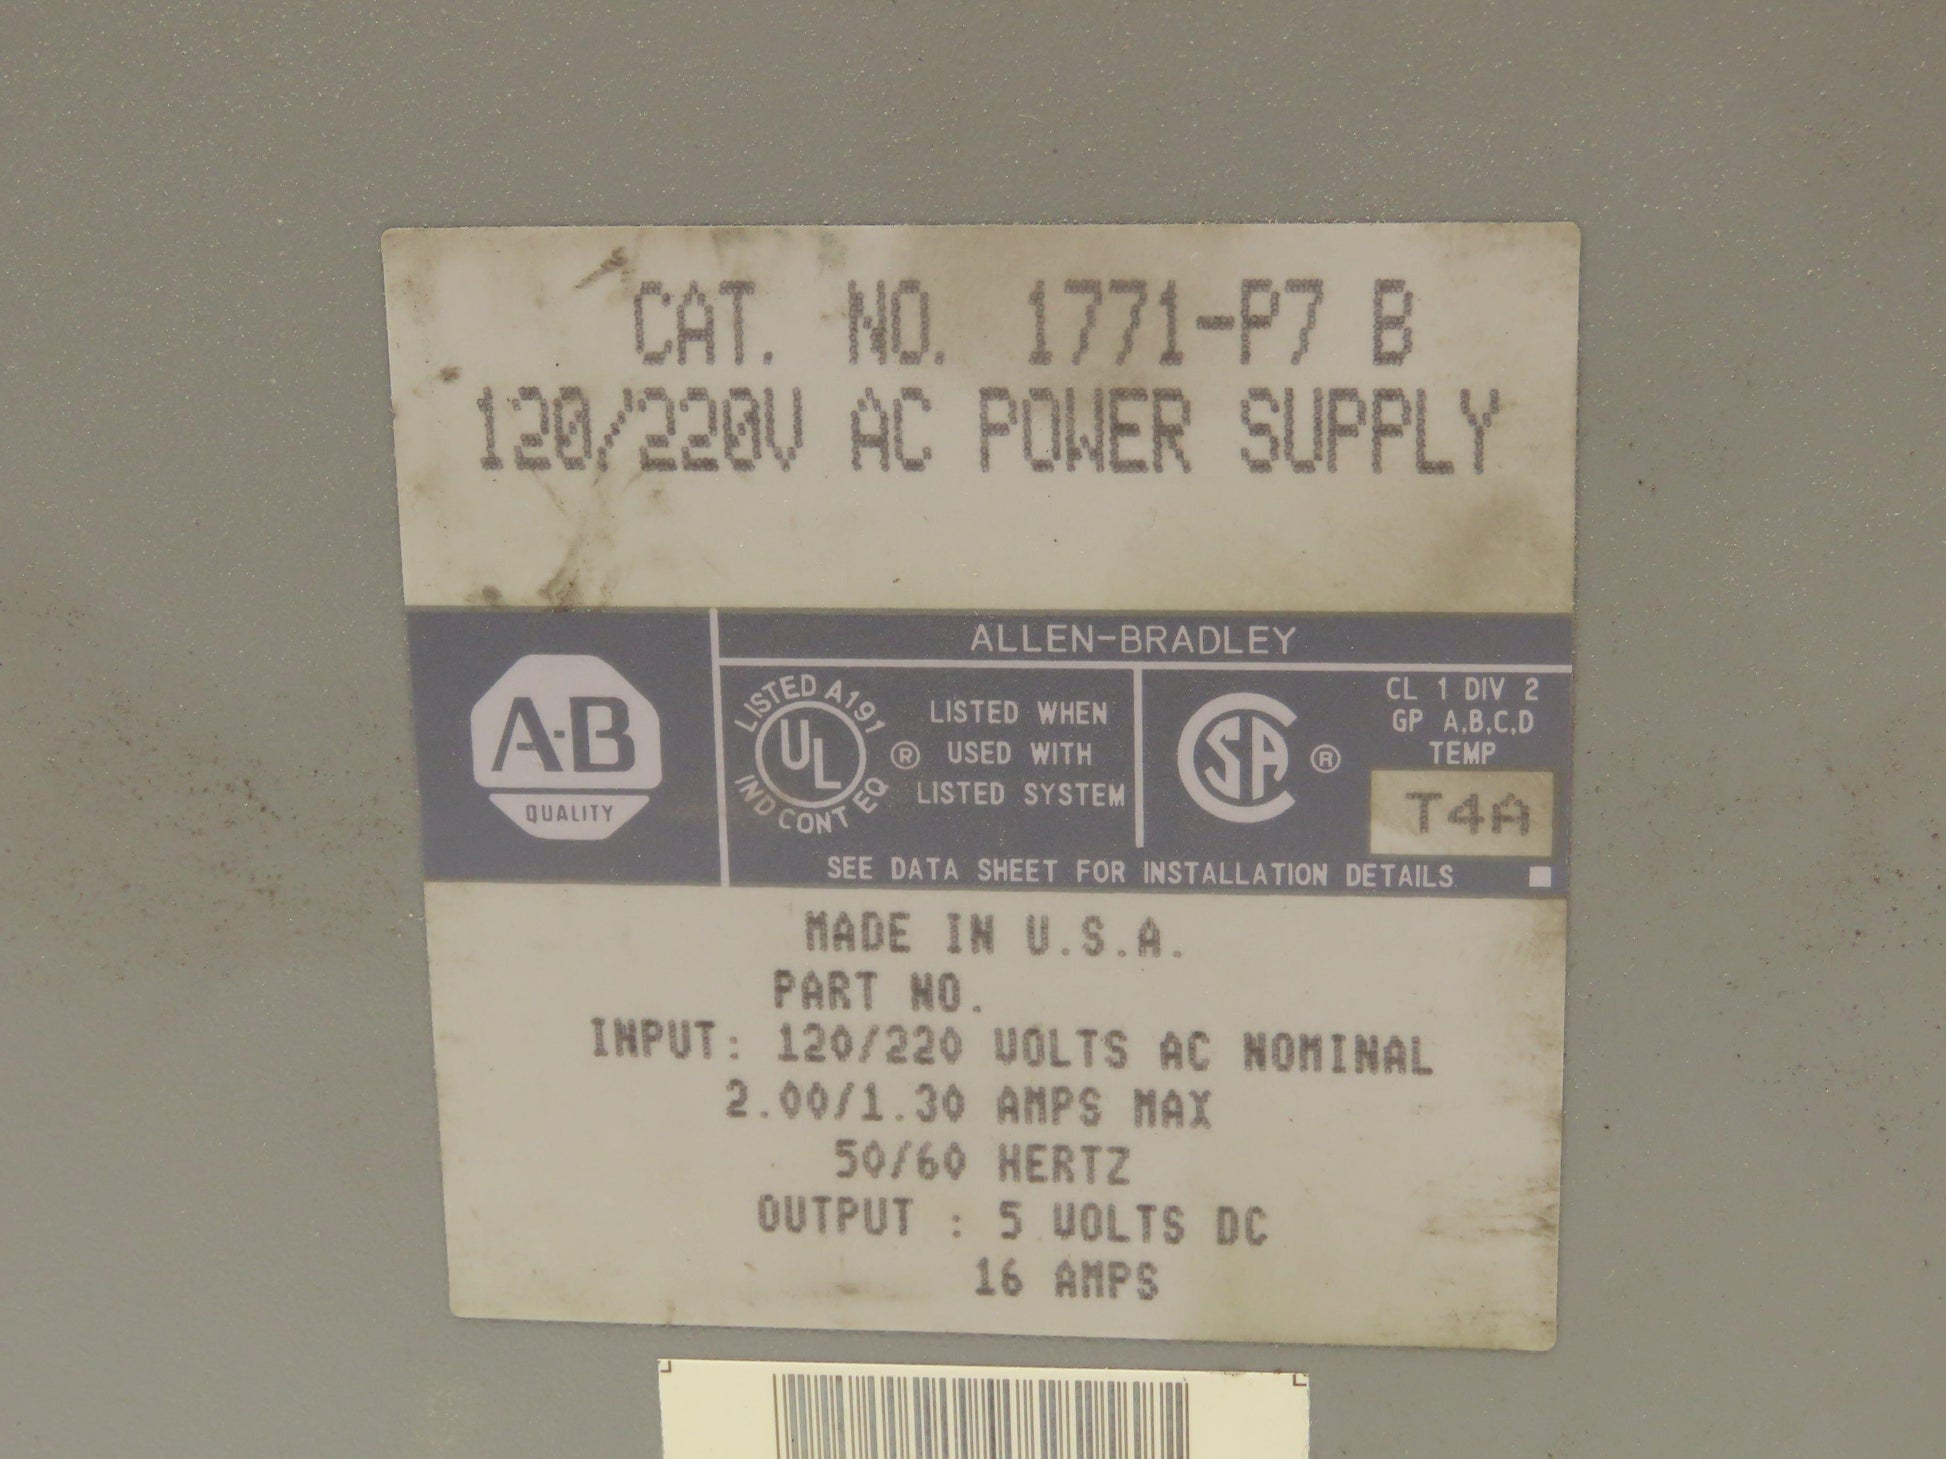 CAT. NO. 1771-P7 B
120/220V AC POWER SUPPLY
ALLEN-BRADLEY
A-B
QUALITY
LISTED A191
UL
IND CONT EQ
®
LISTED WHEN
USED WITH
LISTED SYSTEM
CSA
®
CL 1 DIV 2
GP A,B,C,D
TEMP
T4A
SEE DATA SHEET FOR INSTALLATION DETAILS
MADE IN U.S.A.
PART NO.
INPUT: 120/220 VOLTS AC NOMINAL
2.00/1.30 AMPS MAX
50/60 HERTZ
OUTPUT : 5 VOLTS DC
16 AMPS